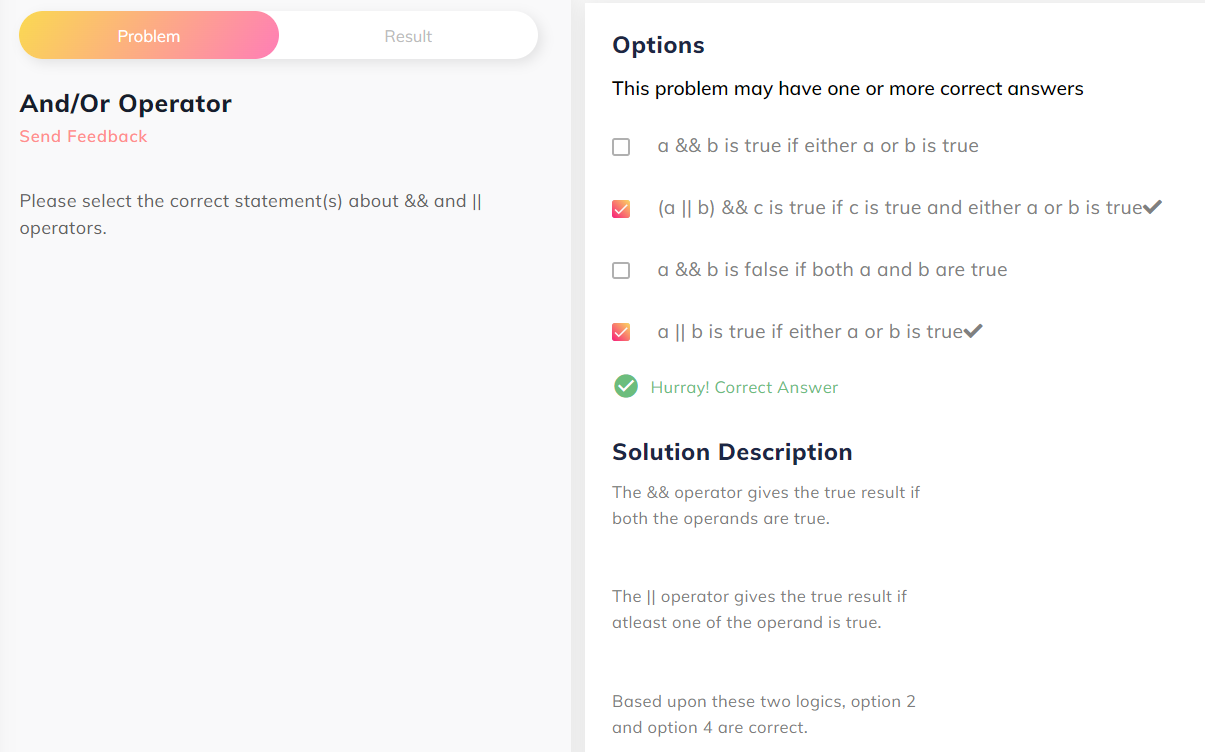 Problem
Result
And/Or Operator
Send Feedback
Please select the correct statement(s) about && and ||
operators.
Options
This problem may have one or more correct answers
a && b is true if either a or b is true
(a || b) && c is true if c is true and either a or b is true
a && b is false if both a and b are true
a || b is true if either a or b is true
Hurray! Correct Answer
Solution Description
The && operator gives the true result if
both the operands are true.
The || operator gives the true result if
atleast one of the operand is true.
Based upon these two logics, option 2
and option 4 are correct.